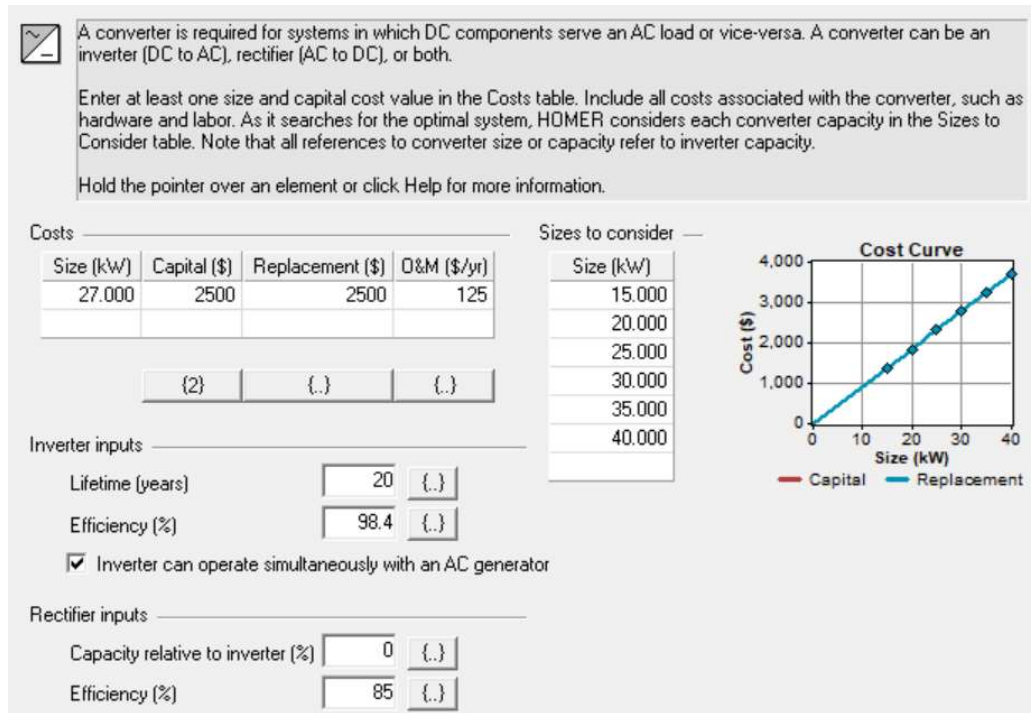 A converter is required for systems in which DC components serve an AC load or vice-versa. A converter can be an
inverter (DC to AC), rectifier (AC to DC), or both.
Enter at least one size and capital cost value in the Costs table. Include all costs associated with the converter, such as
hardware and labor. As it searches for the optimal system, HOMER considers each converter capacity in the Sizes to
Consider table. Note that all references to converter size or capacity refer to inverter capacity.
Hold the pointer over an element or click Help for more information.
Costs
Size (kW) Capital ($) Replacement ($) O&M ($/yr)
27.000 2500 2500 125
{2} {..} {..}
Sizes to consider
Size (kW)
15.000
20.000
25.000
30.000
35.000
40.000
Cost Curve
Cost ($)
4,000
3,000
2,000
1,000
0
0 10 20 30 40
Size (kW)
Capital Replacement
Inverter inputs
Lifetime (years) 20 {..}
Efficiency (%) 98.4 {..}
Inverter can operate simultaneously with an AC generator
Rectifier inputs
Capacity relative to inverter (%) 0 {..}
Efficiency (%) 85 {..}